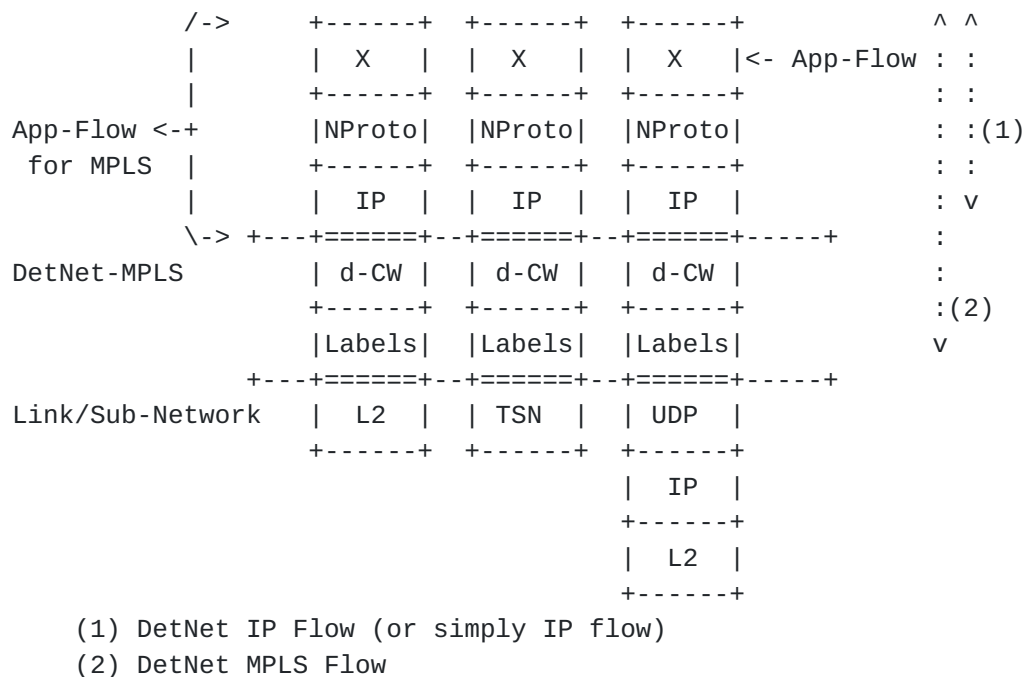 /->     +------+  +------+  +------+            ^ ^
           |       |  X   |  |  X   |  |  X   |<- App-Flow : :
           |       +------+  +------+  +------+            : :
App-Flow <-+       |NProto|  |NProto|  |NProto|            : :(1)
 for MPLS  |       +------+  +------+  +------+            : :
           |       |  IP  |  |  IP  |  |  IP  |            : v
           \-> +---+======+--+======+--+======+-----+      :
DetNet-MPLS        | d-CW |  | d-CW |  | d-CW |            :
                   +------+  +------+  +------+            :(2)
                   |Labels|  |Labels|  |Labels|            v
               +---+======+--+======+--+======+-----+
Link/Sub-Network   |  L2  |  | TSN  |  | UDP  |
                   +------+  +------+  +------+
                                       |  IP  |
                                       +------+
                                       |  L2  |
                                       +------+
    (1) DetNet IP Flow (or simply IP flow)
    (2) DetNet MPLS Flow